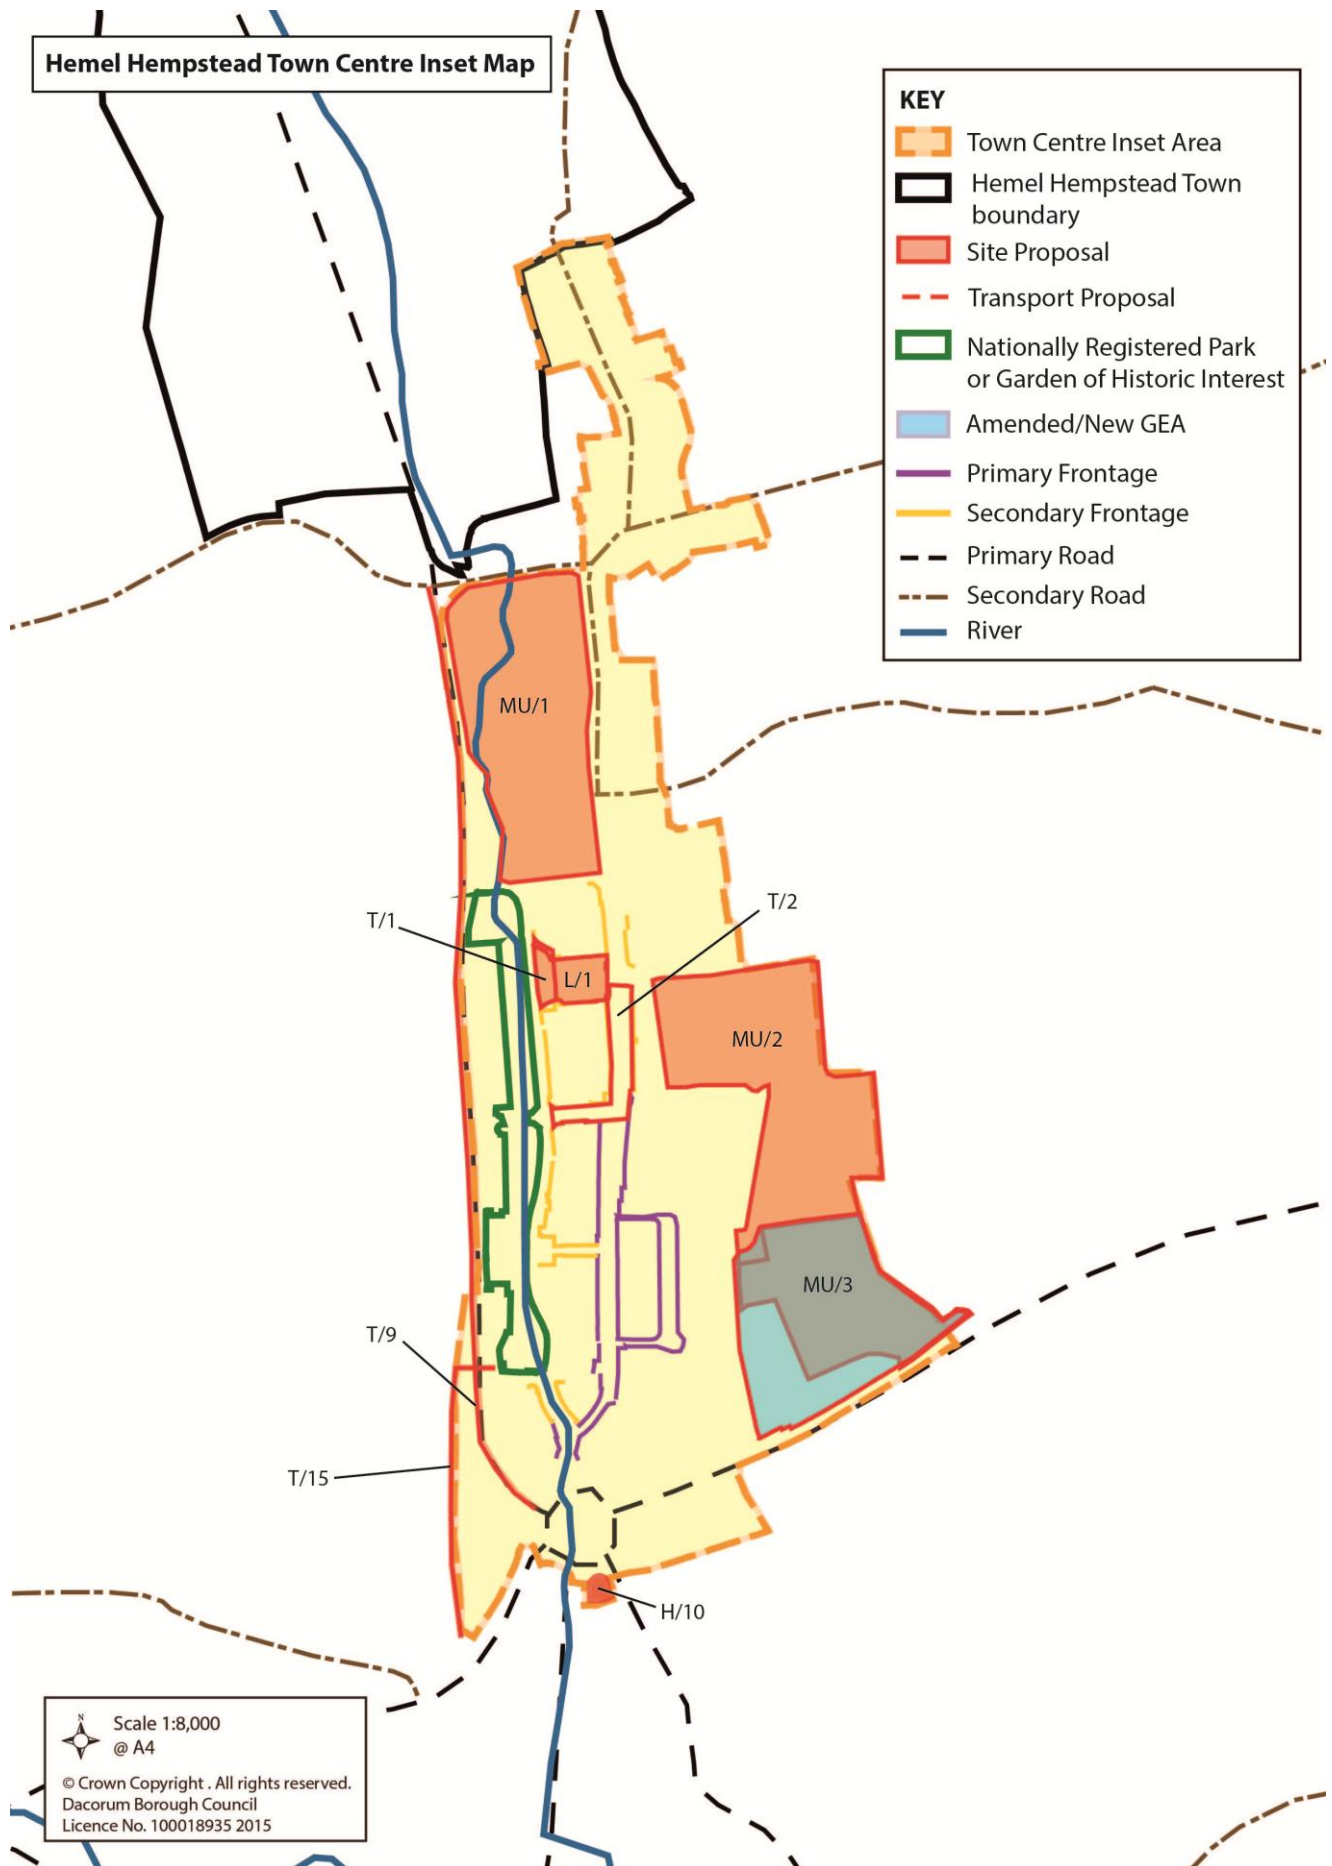 Hemel Hempstead Town Centre Inset Map
KEY
Town Centre Inset Area
Hemel Hempstead Town
boundary
Site Proposal
Transport Proposal
Nationally Registered Park
or Garden of Historic Interest
Amended/New GEA
Primary Frontage
Secondary Frontage
Primary Road
Secondary Road
River
MU/1
T/2
T/1
L/1
MU/2
MU/3
T/9
T/15
H/10
N
Scale 1:8,000
@ A4
© Crown Copyright . All rights reserved.
Dacorum Borough Council
Licence No. 100018935 2015